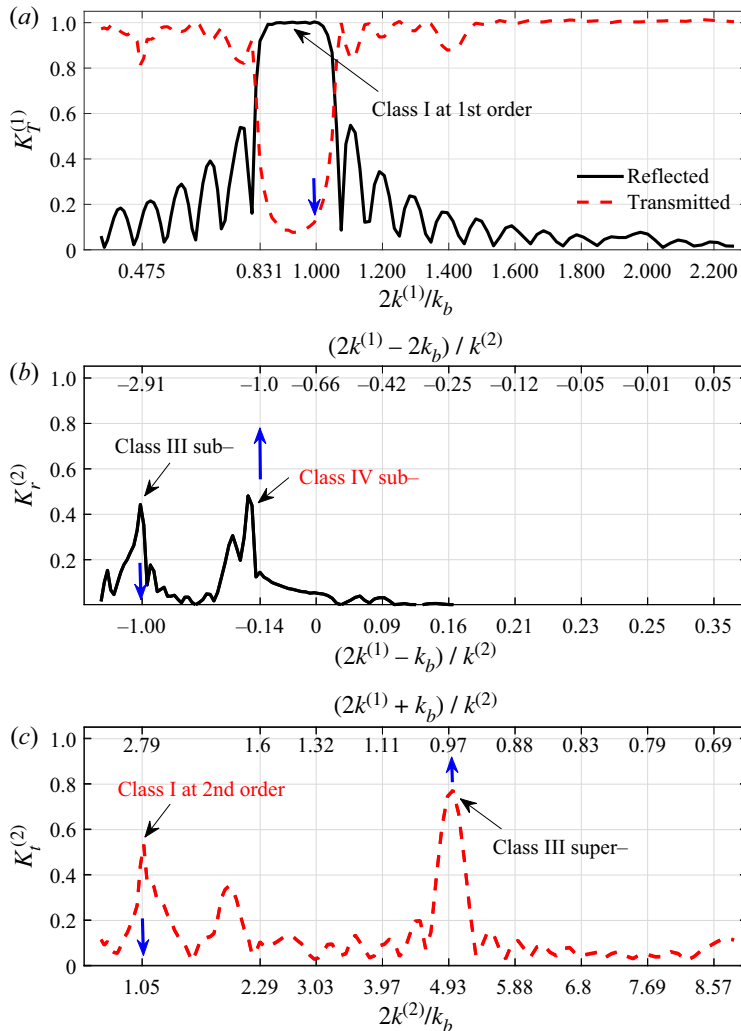 (a)
1.0
0.8
0.6
0.4
0.2
0
K_T^(1)
Class I at 1st order
Reflected
Transmitted
0.475 0.831 1.000 1.200 1.400 1.600 1.800 2.000 2.200
2k^(1)/k_b
(2k^(1) – 2k_b) / k^(2)
(b)
–2.91 –1.0 –0.66 –0.42 –0.25 –0.12 –0.05 –0.01 0.05
1.0
0.8
0.6
0.4
0.2
K_r^(2)
Class III sub–
Class IV sub–
–1.00 –0.14 0 0.09 0.16 0.21 0.23 0.25 0.35
(2k^(1) – k_b) / k^(2)
(2k^(1) + k_b) / k^(2)
(c)
2.79 1.6 1.32 1.11 0.97 0.88 0.83 0.79 0.69
1.0
0.8
0.6
0.4
0.2
0
K_t^(2)
Class I at 2nd order
Class III super–
1.05 2.29 3.03 3.97 4.93 5.88 6.8 7.69 8.57
2k^(2)/k_b